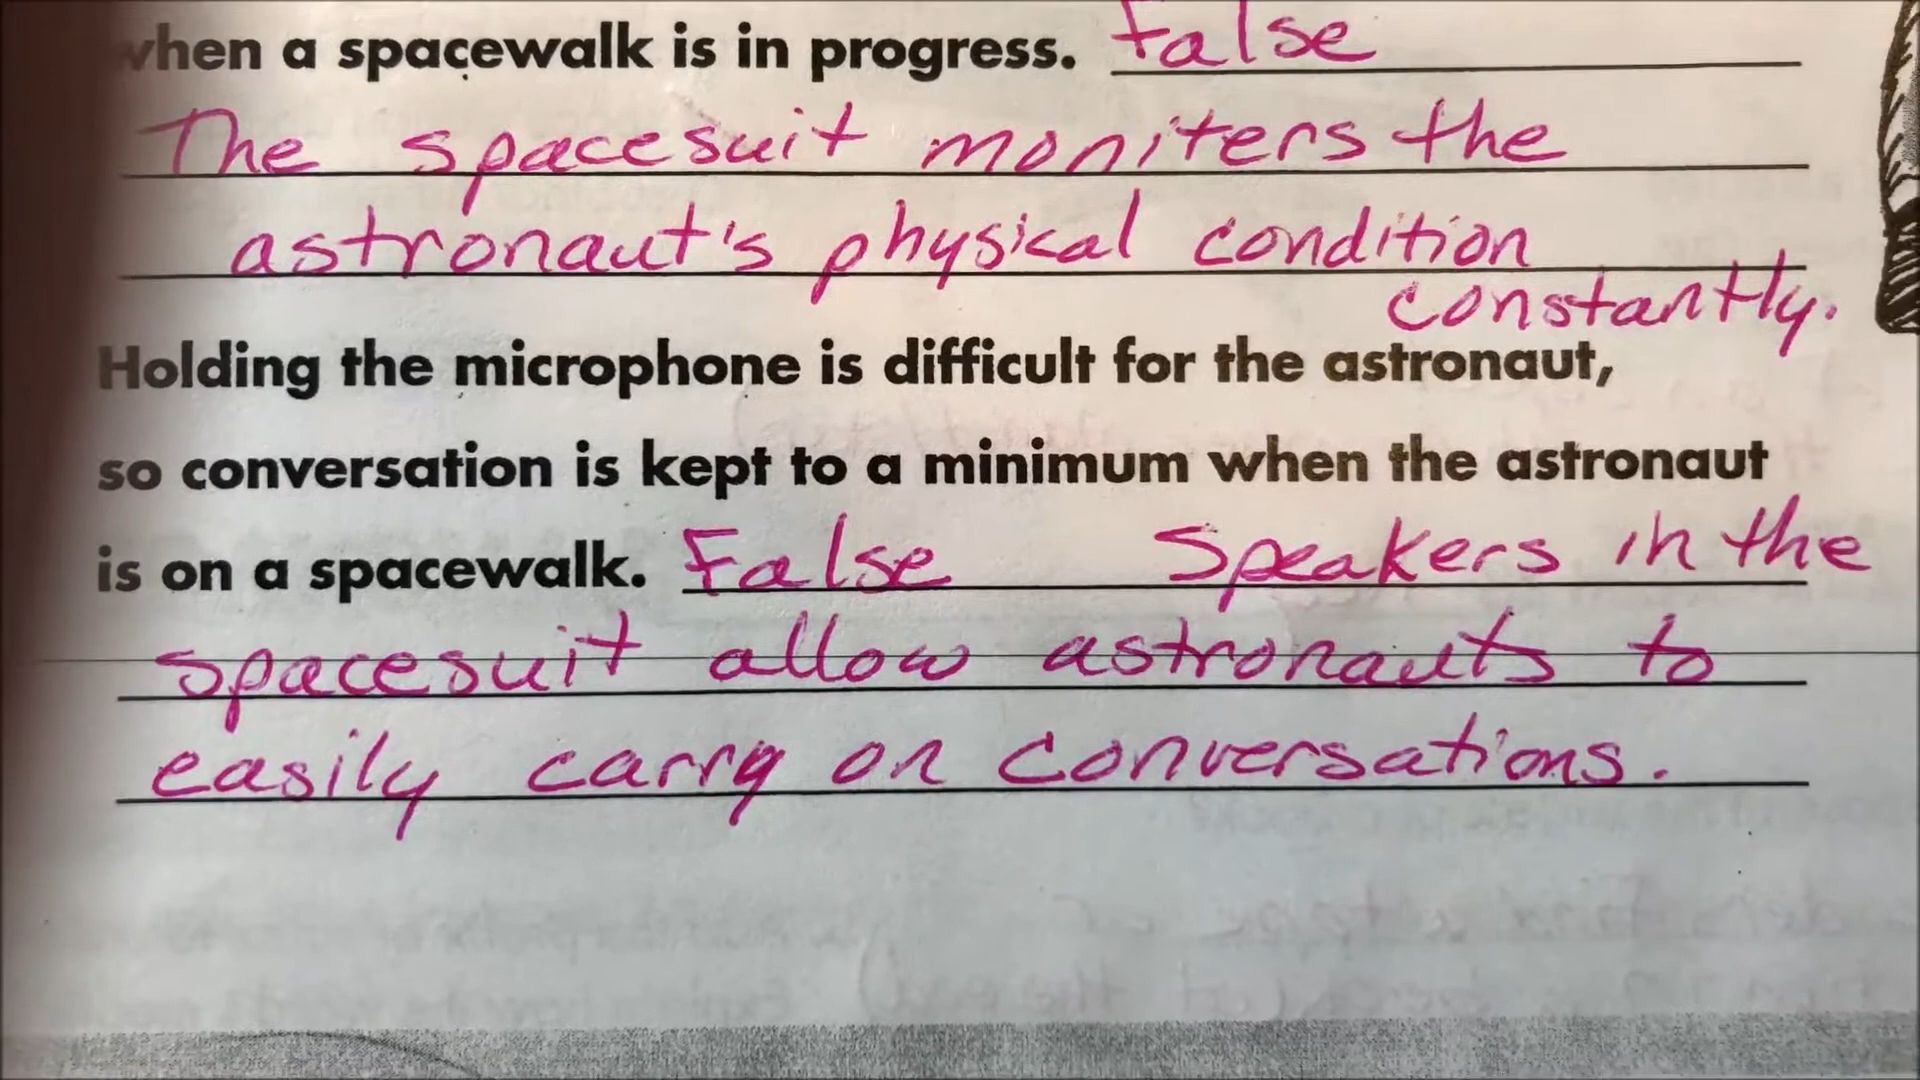 when a spacewalk is in progress. False
The spacesuit moniters the
astronaut's physical condition
constantly.
Holding the microphone is difficult for the astronaut,
so conversation is kept to a minimum when the astronaut
is on a spacewalk. False Speakers in the
spacesuit allow astronauts to
easily carry on conversations.